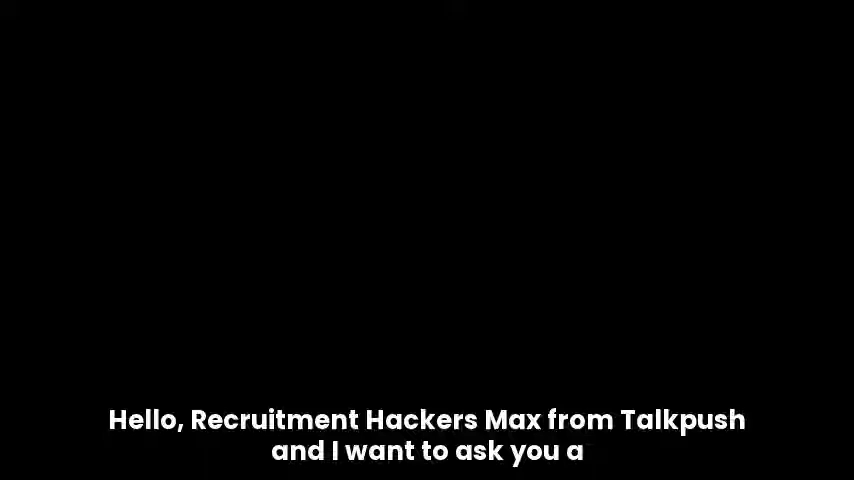 Hello, Recruitment Hackers Max from Talkpush
and I want to ask you a